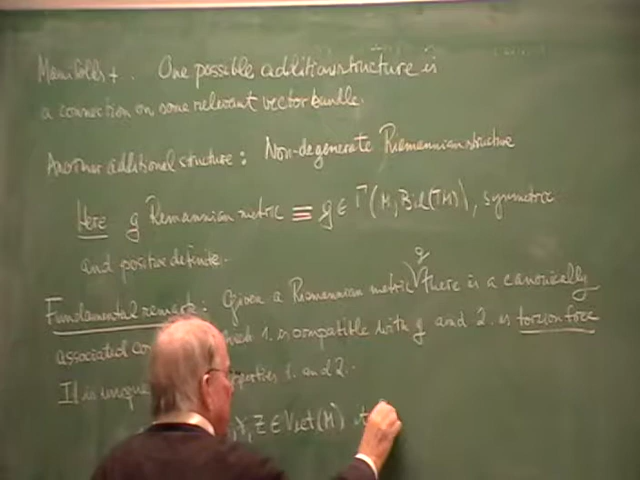 Manifolds + . One possible additional structure is
a connection on some relevant vector bundle.
Another additional structure : Non-degenerate Riemannian structure
Here g Riemannian metric ≡ g ∈ Γ(M, Bil(TM)), symmetric
and positive definite.
Fundamental remark : Given a Riemannian metric g there is a canonically
associated co which 1. is compatible with g and 2. is torsion free
It is unique properties 1. and 2.
, Y, Z ∈ Vect(M)